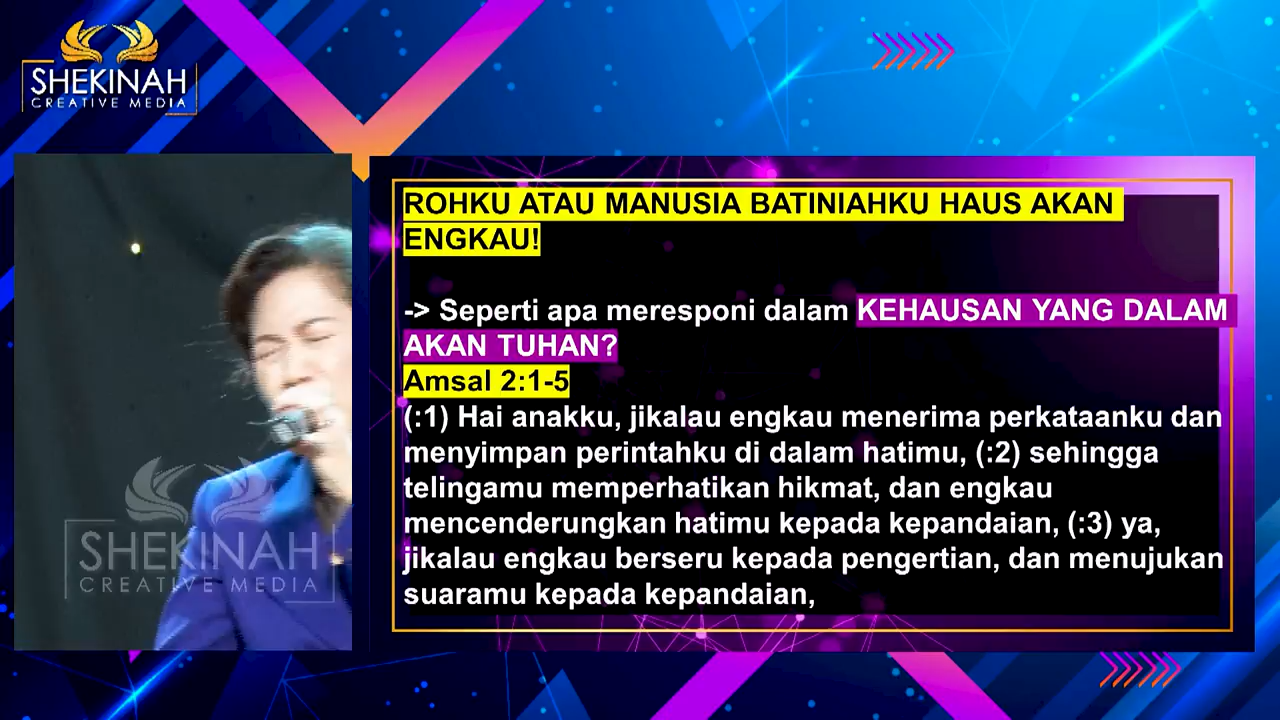 SHEKINAH
CREATIVE MEDIA
ROHKU ATAU MANUSIA BATINIAHKU HAUS AKAN
ENGKAU!
-> Seperti apa meresponi dalam KEHAUSAN YANG DALAM
AKAN TUHAN?
Amsal 2:1-5
(:1) Hai anakku, jikalau engkau menerima perkataanku dan
menyimpan perintahku di dalam hatimu, (:2) sehingga
telingamu memperhatikan hikmat, dan engkau
mencenderungkan hatimu kepada kepandaian, (:3) ya,
jikalau engkau berseru kepada pengertian, dan menujukan
suaramu kepada kepandaian,
SHEKINAH
CREATIVE MEDIA